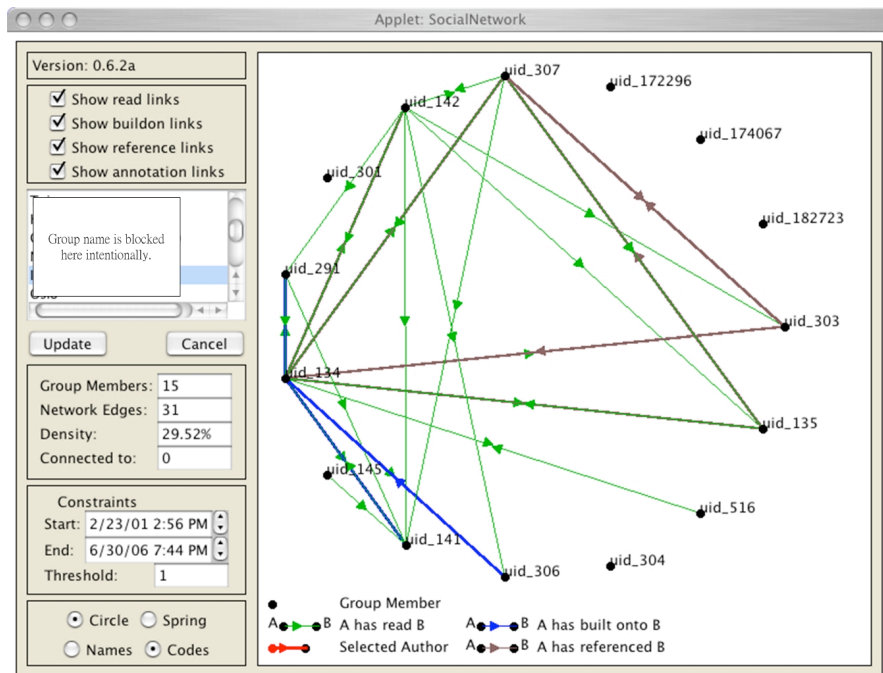 Applet: SocialNetwork
Version: 0.6.2a
Show read links
Show buildon links
Show reference links
Show annotation links
Group name is blocked
here intentionally.
Update Cancel
Group Members: 15
Network Edges: 31
Density: 29.52%
Connected to: 0
Constraints
Start: 2/23/01 2:56 PM
End: 6/30/06 7:44 PM
Threshold: 1
Circle Spring
Names Codes
uid_307
uid_172296
uid_142
uid_174067
uid_301
uid_182723
uid_291
uid_303
uid_134
uid_135
uid_145
uid_516
uid_141
uid_304
uid_306
Group Member
A B A has read B A B A has built onto B
Selected Author A B A has referenced B